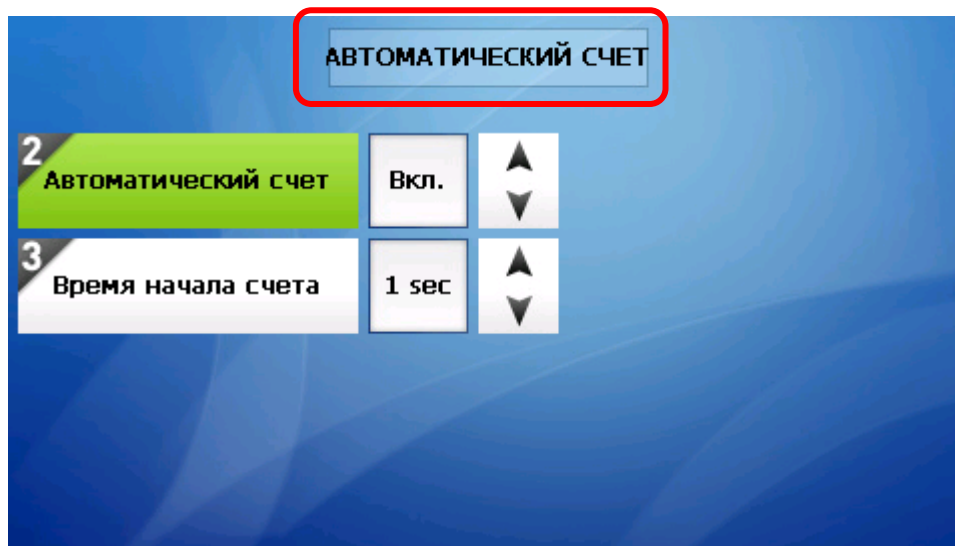 АВТОМАТИЧЕСКИЙ СЧЕТ
2
Автоматический счет
Вкл.
3
Время начала счета
1 sec